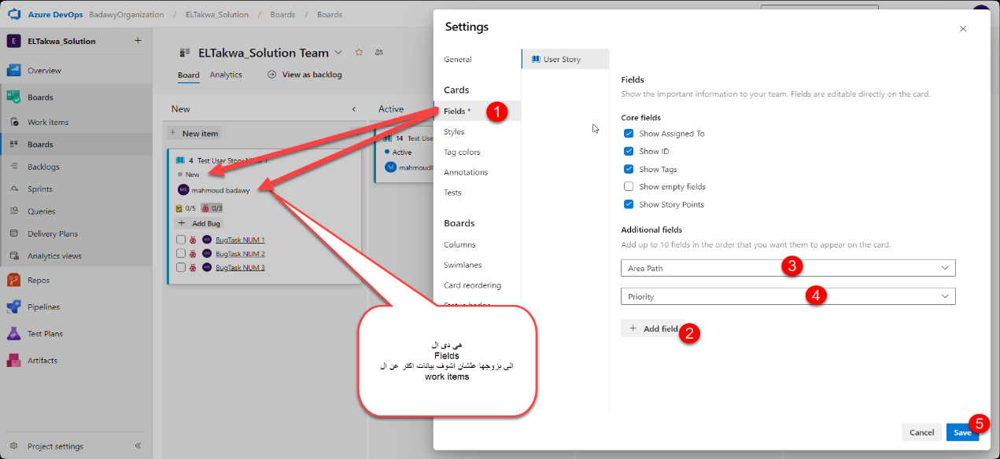 Azure DevOps BadawyOrganization / ELTakwa_Solution / Boards / Boards
E ELTakwa_Solution +
Overview
Boards
Work items
Boards
Backlogs
Sprints
Queries
Delivery Plans
Analytics views
Repos
Pipelines
Test Plans
Artifacts
Project settings
ELTakwa_Solution Team
Board Analytics View as backlog
New
Active
+ New item
4 Test User Story NUM 1
New
MB mahmoud badawy
0/5 0/3
+ Add Bug
MB BugTask NUM 1
MB BugTask NUM 2
MB BugTask NUM 3
14 Test Use
Active
M mahmoudb
Settings
General
Cards
Fields *
1
Styles
Tag colors
Annotations
Tests
Boards
Columns
Swimlanes
Card reordering
Status badge
User Story
Fields
Show the important information to your team. Fields are editable directly on the card.
Core fields
Show Assigned To
Show ID
Show Tags
Show empty fields
Show Story Points
Additional fields
Add up to 10 fields in the order that you want them to appear on the card.
Area Path
3
Priority
4
+ Add field
2
Cancel
Save
5
هى دى ال
Fields
الى بزوجها علشان اشوف بيانات اكتر عن ال
work items